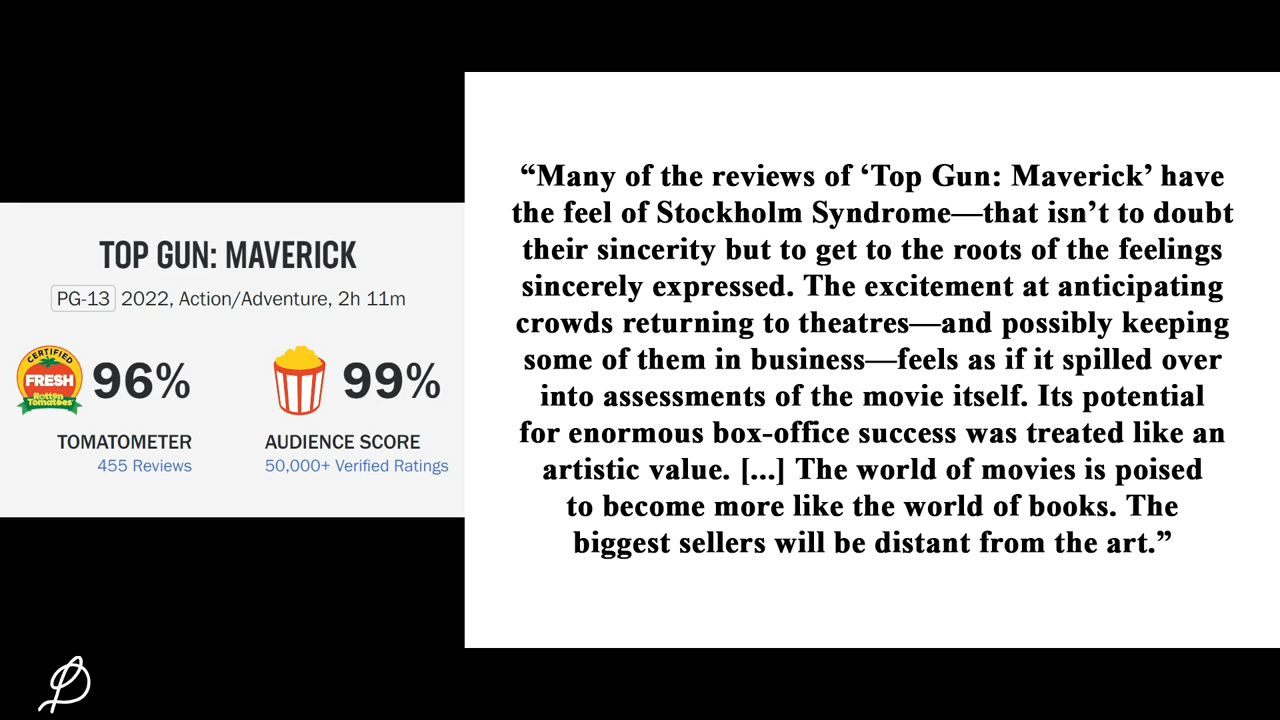 TOP GUN: MAVERICK
PG-13 2022, Action/Adventure, 2h 11m
CERTIFIED
FRESH
Rotten
Tomatoes
96%
99%
TOMATOMETER
AUDIENCE SCORE
455 Reviews
50,000+ Verified Ratings
“Many of the reviews of ‘Top Gun: Maverick’ have
the feel of Stockholm Syndrome—that isn’t to doubt
their sincerity but to get to the roots of the feelings
sincerely expressed. The excitement at anticipating
crowds returning to theatres—and possibly keeping
some of them in business—feels as if it spilled over
into assessments of the movie itself. Its potential
for enormous box-office success was treated like an
artistic value. [...] The world of movies is poised
to become more like the world of books. The
biggest sellers will be distant from the art.”